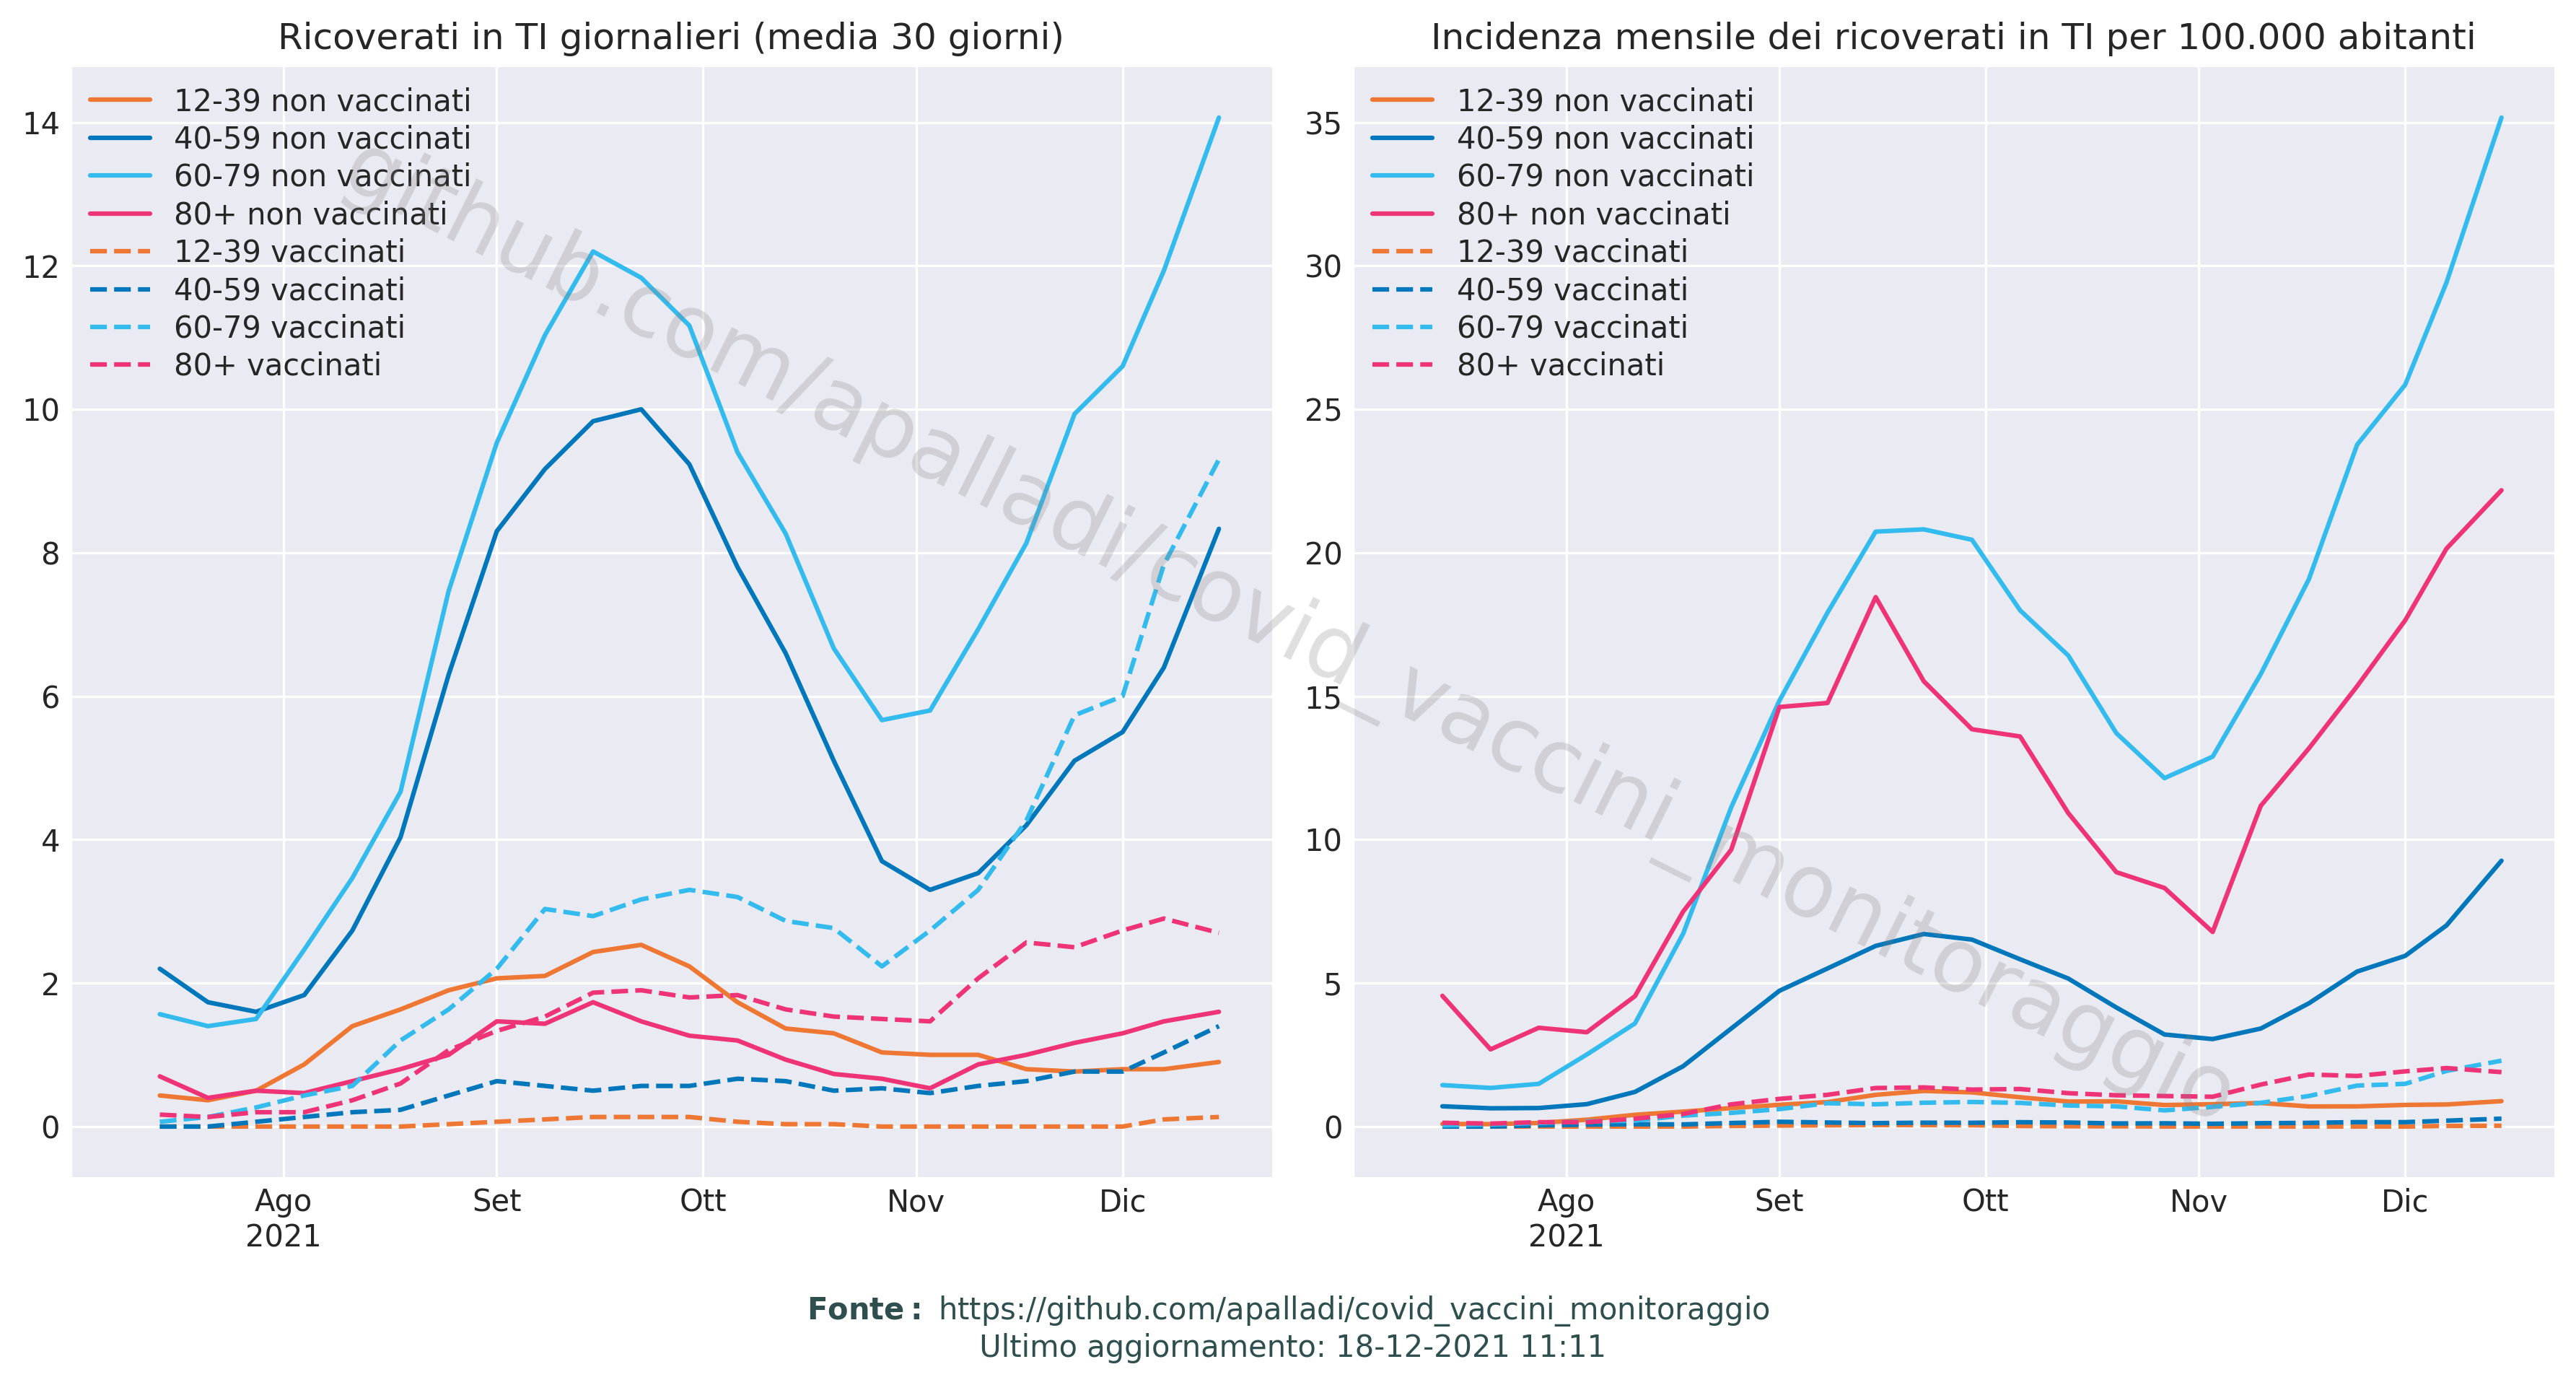 Ricoverati in TI giornalieri (media 30 giorni)
12-39 non vaccinati
40-59 non vaccinati
60-79 non vaccinati
80+ non vaccinati
12-39 vaccinati
40-59 vaccinati
60-79 vaccinati
80+ vaccinati
14
12
10
8
6
4
2
0
Ago
2021
Set
Ott
Nov
Dic
Incidenza mensile dei ricoverati in TI per 100.000 abitanti
12-39 non vaccinati
40-59 non vaccinati
60-79 non vaccinati
80+ non vaccinati
12-39 vaccinati
40-59 vaccinati
60-79 vaccinati
80+ vaccinati
35
30
25
20
15
10
5
0
Ago
2021
Set
Ott
Nov
Dic
github.com/apalladi/covid_vaccini_monitoraggio
Fonte: https://github.com/apalladi/covid_vaccini_monitoraggio
Ultimo aggiornamento: 18-12-2021 11:11